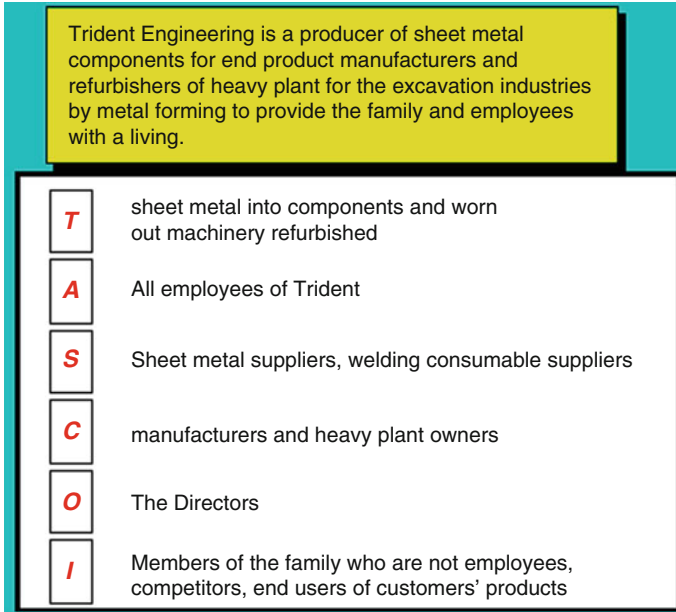 Trident Engineering is a producer of sheet metal
components for end product manufacturers and
refurbishers of heavy plant for the excavation industries
by metal forming to provide the family and employees
with a living.
T sheet metal into components and worn
out machinery refurbished
A All employees of Trident
S Sheet metal suppliers, welding consumable suppliers
C manufacturers and heavy plant owners
O The Directors
I Members of the family who are not employees,
competitors, end users of customers’ products